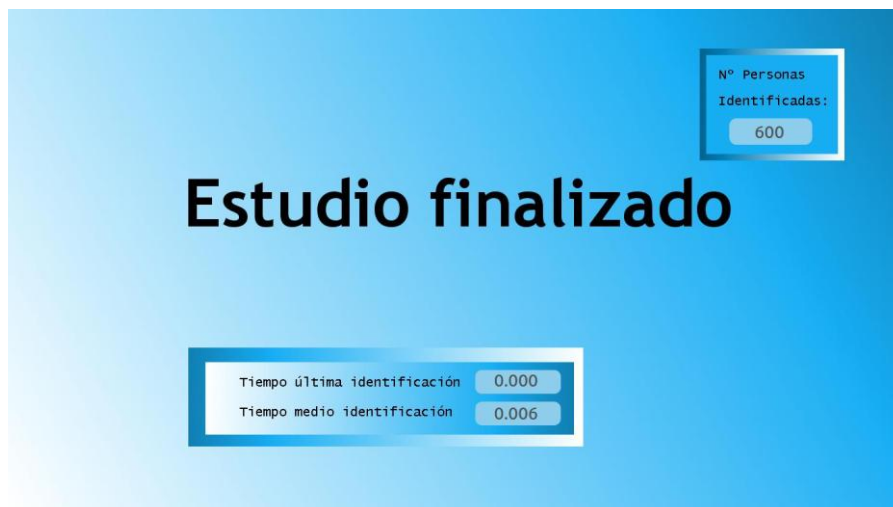 Nº Personas
Identificadas:
600
Estudio finalizado
Tiempo última identificación 0.000
Tiempo medio identificación 0.006